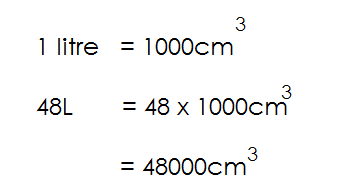 1 litre = 1000cm³
48L = 48 x 1000cm³
= 48000cm³